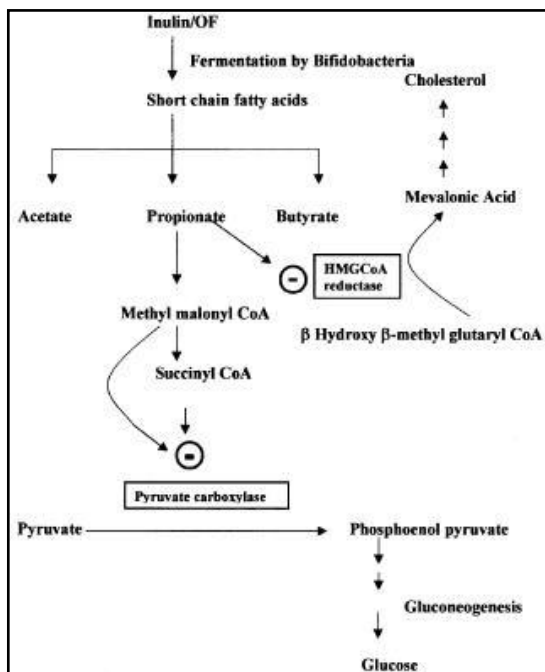 Inulin/OF
Fermentation by Bifidobacteria
Cholesterol
Short chain fatty acids
Acetate
Propionate
Butyrate
Mevalonic Acid
HMGCoA
reductase
Methyl malonyl CoA
β Hydroxy β-methyl glutaryl CoA
Succinyl CoA
Pyruvate carboxylase
Pyruvate
Phosphoenol pyruvate
Gluconeogenesis
Glucose